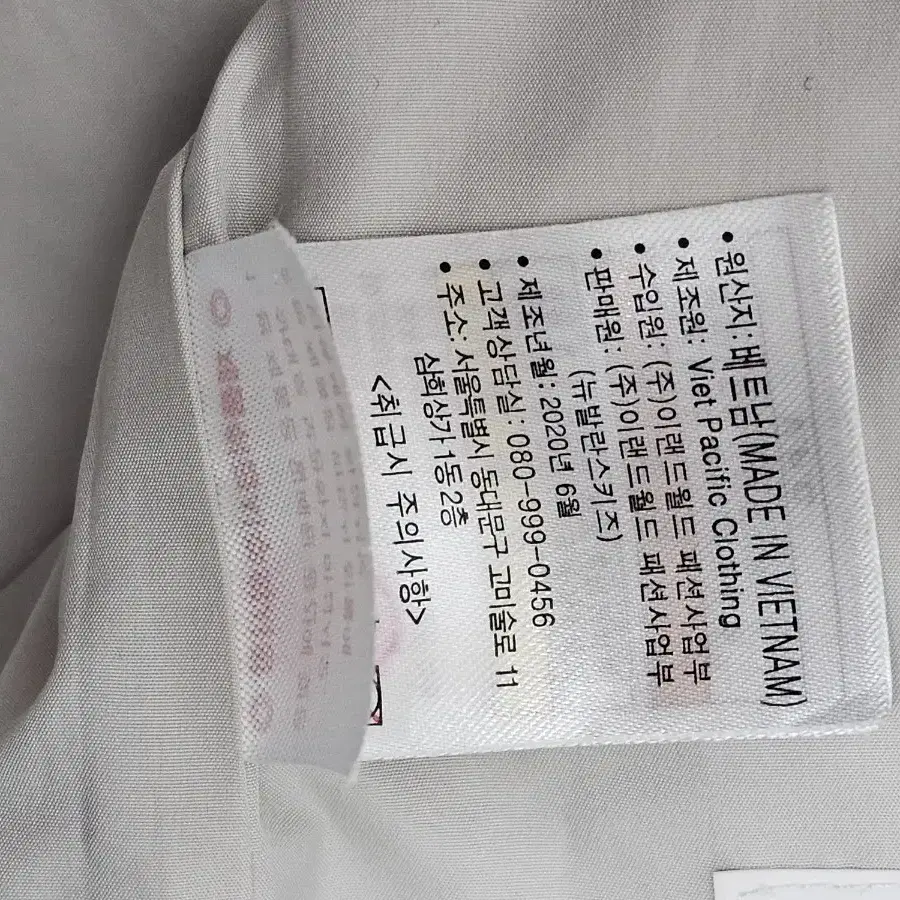 • 원산지: 베트남(MADE IN VIETNAM)
• 제조원: Viet Pacific Clothing
• 수입원: (주)이랜드월드 패션사업부
• 판매원: (주)이랜드월드 패션사업부
(뉴발란스키즈)
• 제조년월: 2020년 6월
• 고객상담실: 080-999-0456
• 주소: 서울특별시 동대문구 고미술로 11
삼희상가 1동 2층
<취급시 주의사항>